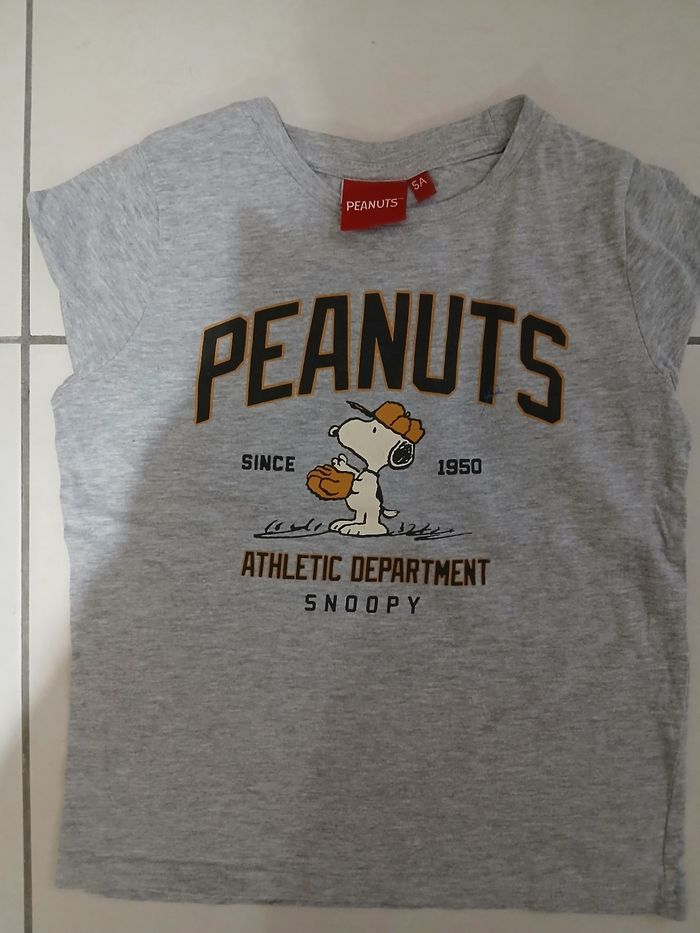 PEANUTS
5A
PEANUTS
SINCE 1950
ATHLETIC DEPARTMENT
SNOOPY